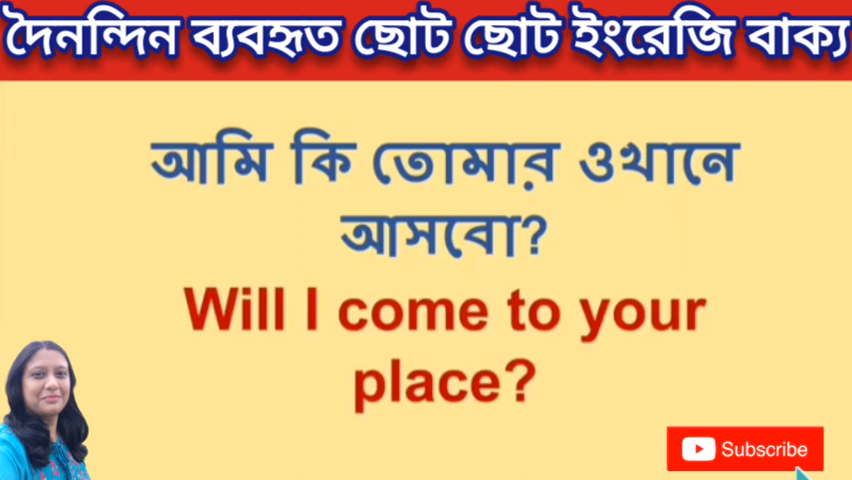 দৈনন্দিন ব্যবহৃত ছোট ছোট ইংরেজি বাক্য
আমি কি তোমার ওখানে
আসবো?
Will I come to your
place?
Subscribe